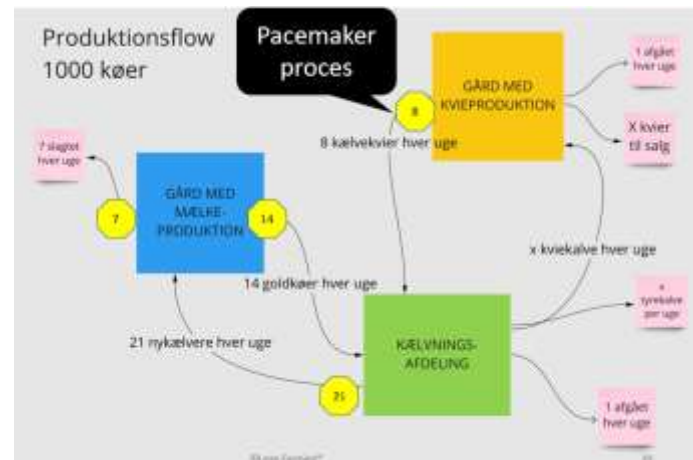 Produktionsflow
1000 køer
Pacemaker
proces
GÅRD MED
KVIEPRODUKTION
8
1 afgået
hver uge
X kvier
til salg
8 kælvekvier hver uge
7 slagtet
hver uge
GÅRD MED
MÆLKE-
PRODUKTION
7
14
x kviekalve hver uge
14 goldkøer hver uge
x
tyrekalve
per uge
21 nykælvere hver uge
KÆLVNINGS-
AFDELING
21
1 afgået
hver uge